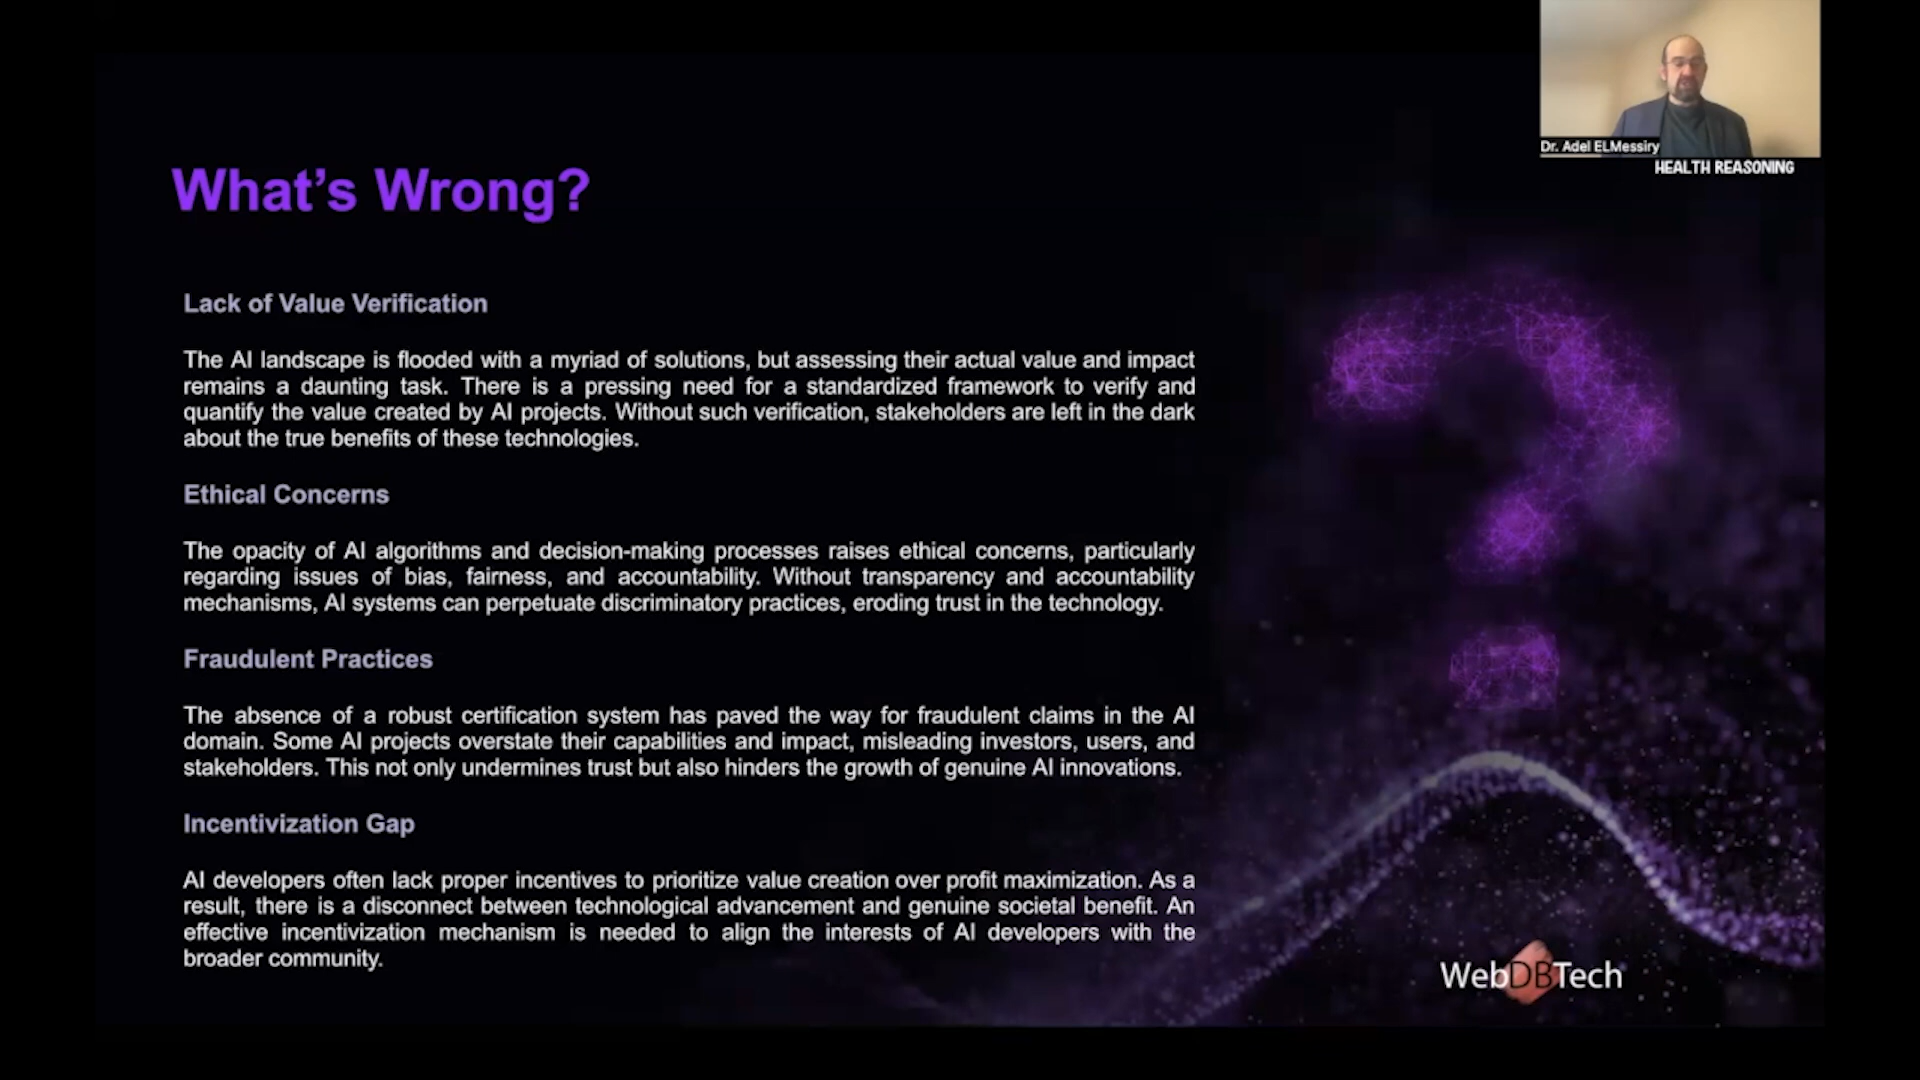 Dr. Adel ELMessiry
HEALTH REASONING
What's Wrong?
Lack of Value Verification
The AI landscape is flooded with a myriad of solutions, but assessing their actual value and impact
remains a daunting task. There is a pressing need for a standardized framework to verify and
quantify the value created by AI projects. Without such verification, stakeholders are left in the dark
about the true benefits of these technologies.
Ethical Concerns
The opacity of AI algorithms and decision-making processes raises ethical concerns, particularly
regarding issues of bias, fairness, and accountability. Without transparency and accountability
mechanisms, AI systems can perpetuate discriminatory practices, eroding trust in the technology.
Fraudulent Practices
The absence of a robust certification system has paved the way for fraudulent claims in the AI
domain. Some AI projects overstate their capabilities and impact, misleading investors, users, and
stakeholders. This not only undermines trust but also hinders the growth of genuine AI innovations.
Incentivization Gap
AI developers often lack proper incentives to prioritize value creation over profit maximization. As a
result, there is a disconnect between technological advancement and genuine societal benefit. An
effective incentivization mechanism is needed to align the interests of AI developers with the
broader community.
WebDBTech